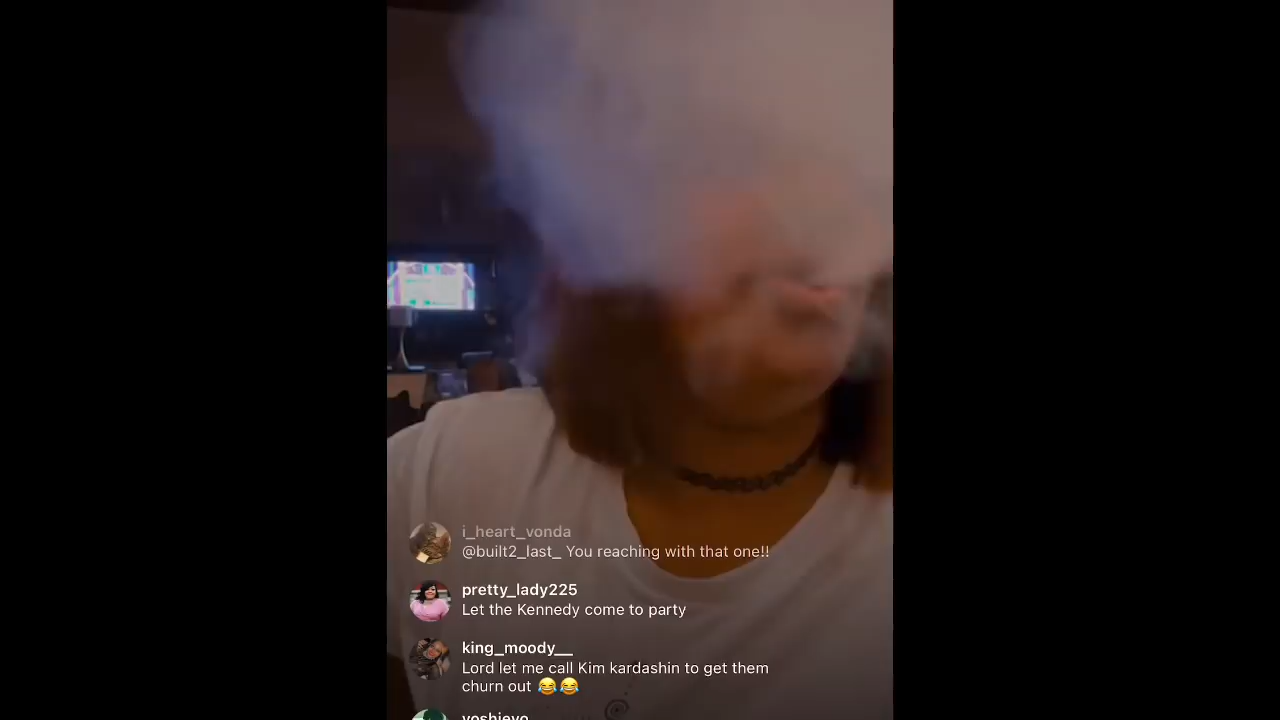 i_heart_vonda
@built2_last_ You reaching with that one!!
pretty_lady225
Let the Kennedy come to party
king_moody__
Lord let me call Kim kardashin to get them
churn out 😂😂
yoshievo